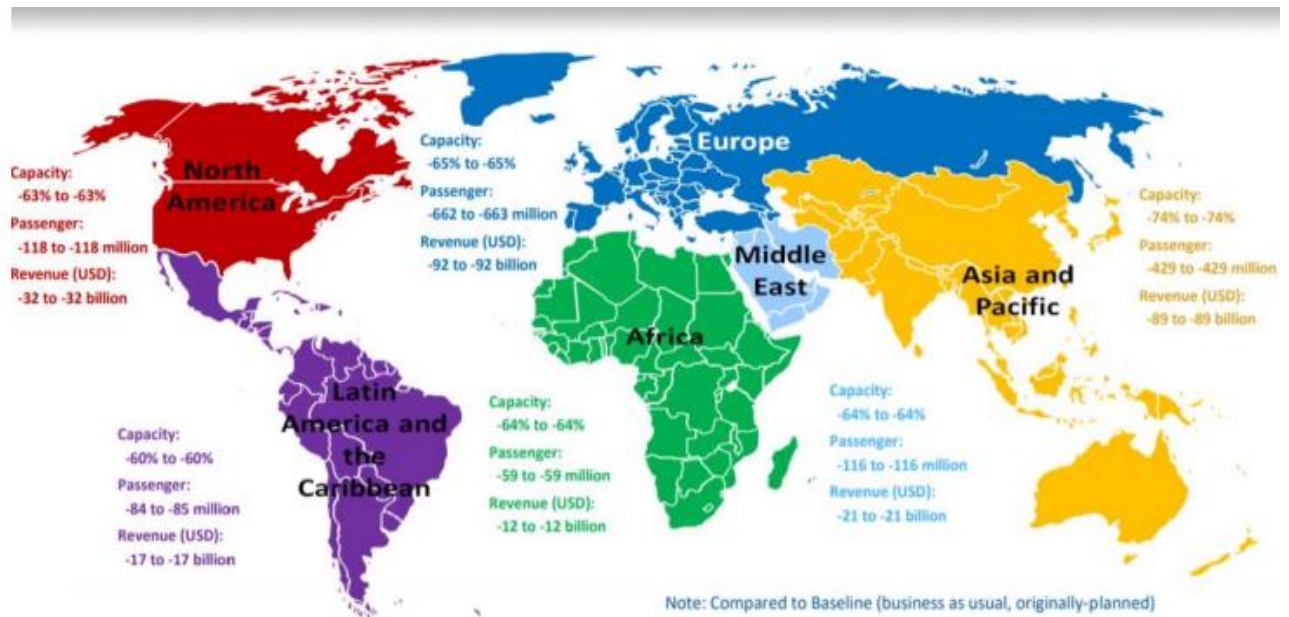 North
America
Capacity:
-63% to -63%
Passenger:
-118 to -118 million
Revenue (USD):
-32 to -32 billion
Capacity:
-65% to -65%
Passenger:
-662 to -663 million
Revenue (USD):
-92 to -92 billion
Europe
Middle
East
Asia and
Pacific
Capacity:
-74% to -74%
Passenger:
-429 to -429 million
Revenue (USD):
-89 to -89 billion
Africa
Latin
America and
the
Caribbean
Capacity:
-60% to -60%
Passenger:
-84 to -85 million
Revenue (USD):
-17 to -17 billion
Capacity:
-64% to -64%
Passenger:
-59 to -59 million
Revenue (USD):
-12 to -12 billion
Capacity:
-64% to -64%
Passenger:
-116 to -116 million
Revenue (USD):
-21 to -21 billion
Note: Compared to Baseline (business as usual, originally-planned)